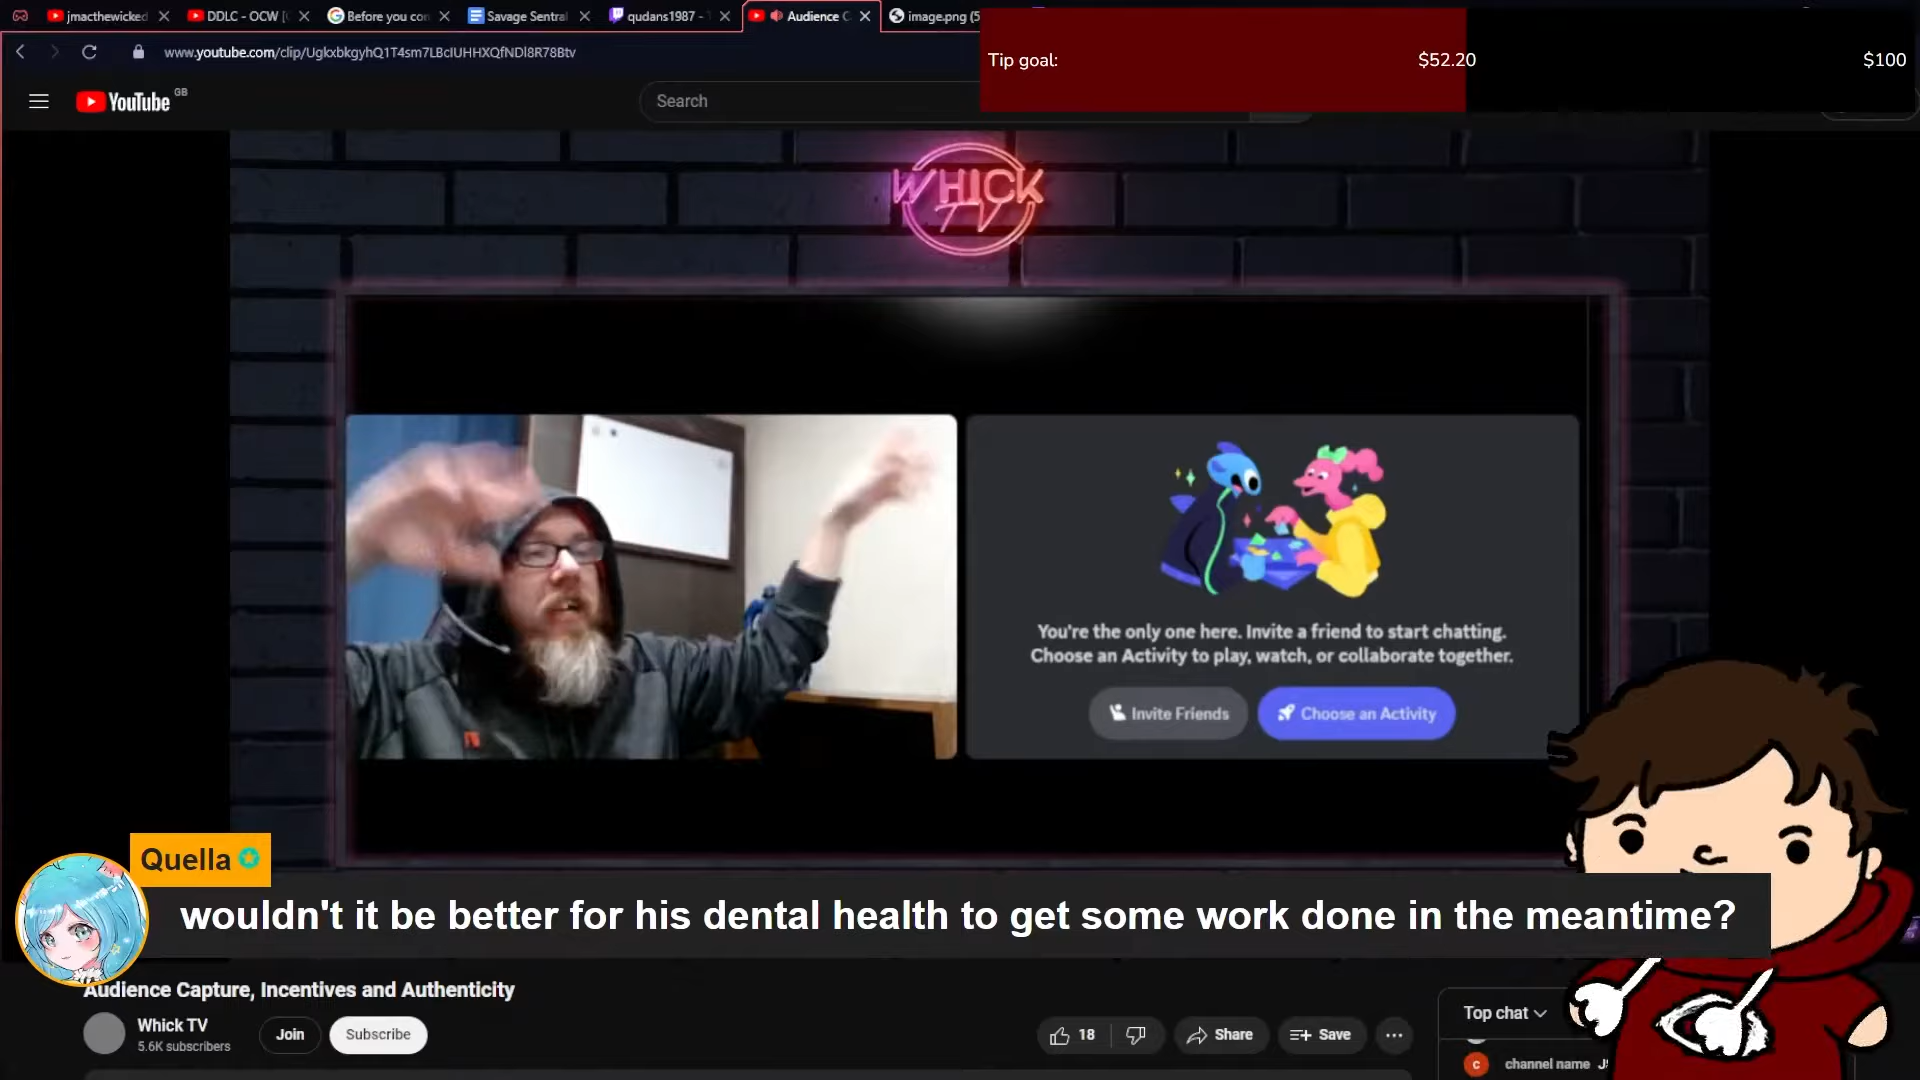 jmacthewicked
DDLC - OCW [
Before you con
Savage Sentral
qudans1987 -
Audience C
image.png (5
www.youtube.com/clip/UgkxbkgyhQ1T4sm7LBcIUHHXQfNDl8R78Btv
Tip goal:
$52.20
$100
YouTube
GB
Search
WHICK
TV
You're the only one here. Invite a friend to start chatting.
Choose an Activity to play, watch, or collaborate together.
Invite Friends
Choose an Activity
Quella
wouldn't it be better for his dental health to get some work done in the meantime?
Audience Capture, Incentives and Authenticity
Whick TV
5.6K subscribers
Join
Subscribe
18
Share
Save
Top chat
c
channel name